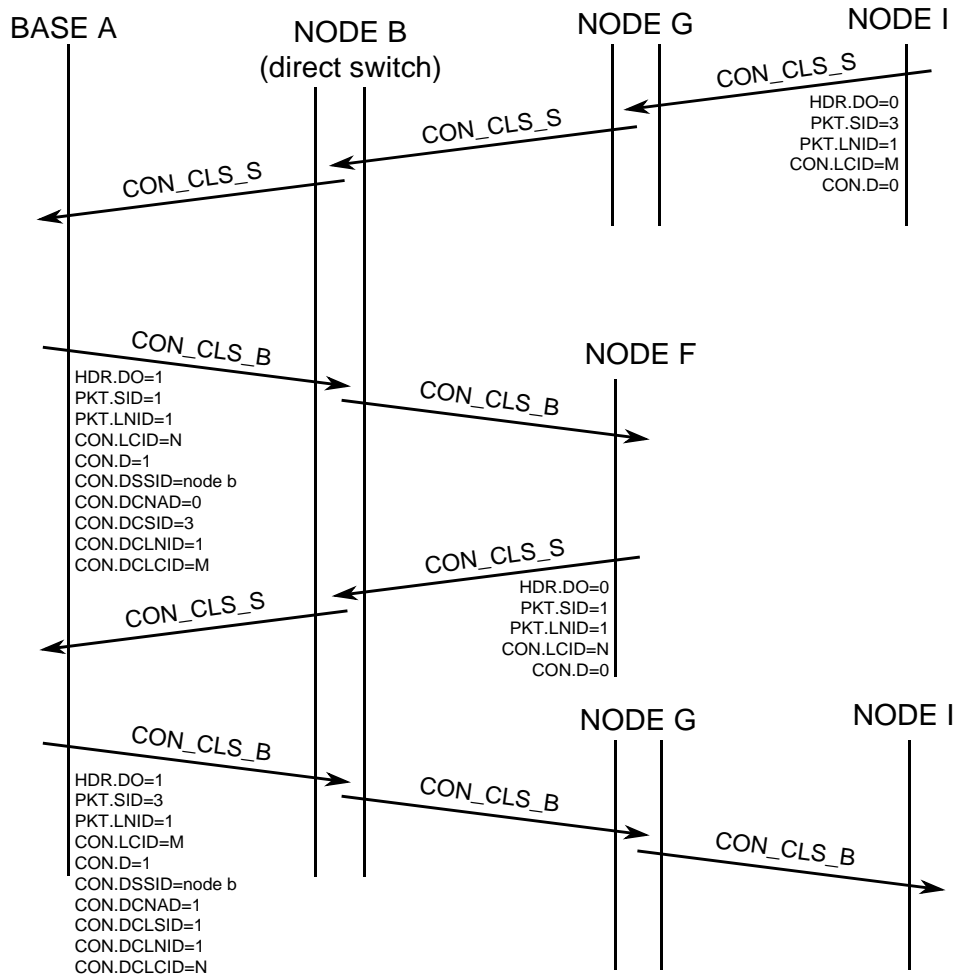 BASE A
NODE B
(direct switch)
NODE G
NODE I
CON_CLS_S
CON_CLS_S
CON_CLS_S
HDR.DO=0
PKT.SID=3
PKT.LNID=1
CON.LCID=M
CON.D=0
CON_CLS_B
NODE F
CON_CLS_B
HDR.DO=1
PKT.SID=1
PKT.LNID=1
CON.LCID=N
CON.D=1
CON.DSSID=node b
CON.DCNAD=0
CON.DCSID=3
CON.DCLNID=1
CON.DCLCID=M
CON_CLS_S
CON_CLS_S
HDR.DO=0
PKT.SID=1
PKT.LNID=1
CON.LCID=N
CON.D=0
NODE G
NODE I
CON_CLS_B
CON_CLS_B
CON_CLS_B
HDR.DO=1
PKT.SID=3
PKT.LNID=1
CON.LCID=M
CON.D=1
CON.DSSID=node b
CON.DCNAD=1
CON.DCLSID=1
CON.DCLNID=1
CON.DCLCID=N